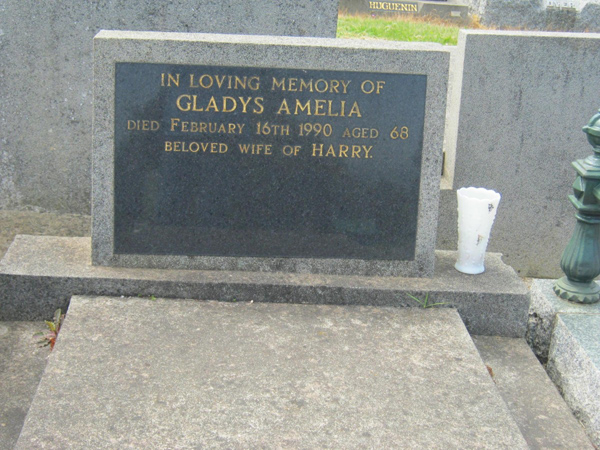 HUGUENIN
IN LOVING MEMORY OF
GLADYS AMELIA
DIED FEBRUARY 16TH 1990 AGED 68
BELOVED WIFE OF HARRY.